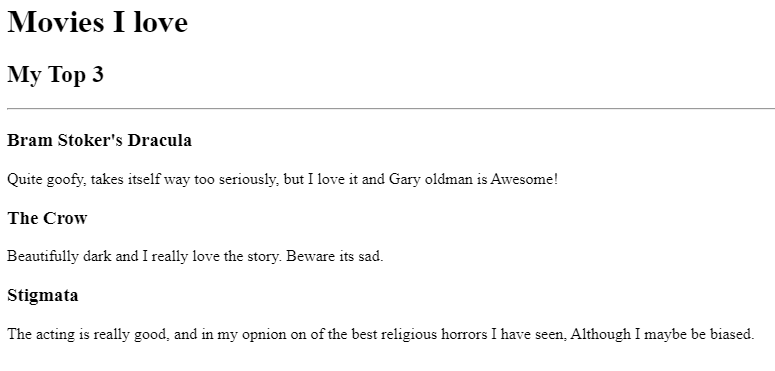 Movies I love
My Top 3
Bram Stoker's Dracula
Quite goofy, takes itself way too seriously, but I love it and Gary oldman is Awesome!
The Crow
Beautifully dark and I really love the story. Beware its sad.
Stigmata
The acting is really good, and in my opnion on of the best religious horrors I have seen, Although I maybe be biased.